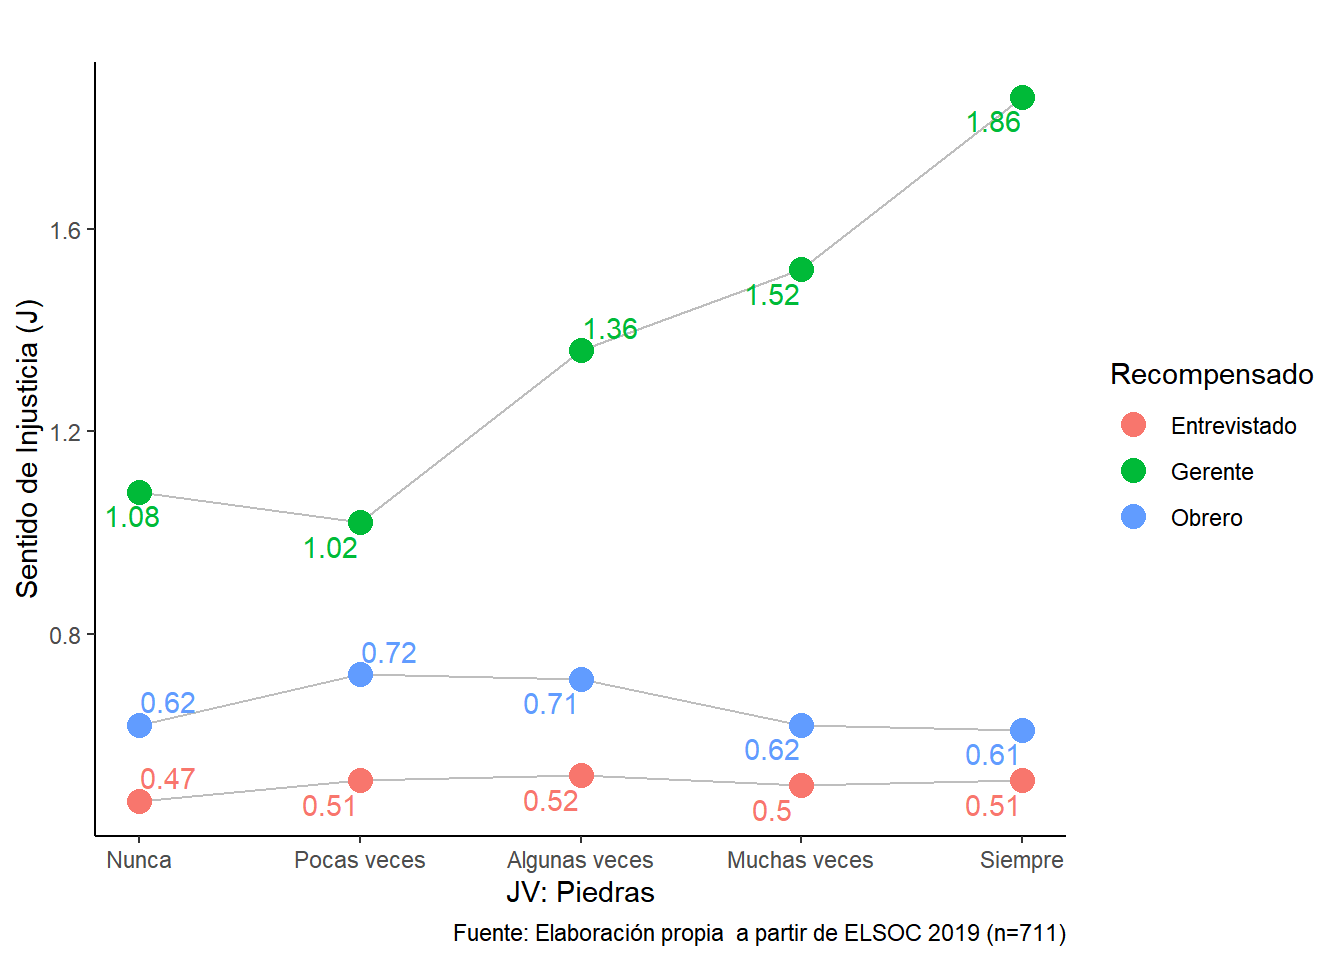 1.86
1.6
1.52
1.36
1.2
1.08
1.02
0.8
0.72
0.71
0.62
0.62
0.61
0.47
0.51
0.52
0.5
0.51
Sentido de Injusticia (J)
Nunca Pocas veces Algunas veces Muchas veces Siempre
JV: Piedras
Fuente: Elaboración propia  a partir de ELSOC 2019 (n=711)
Recompensado
Entrevistado
Gerente
Obrero